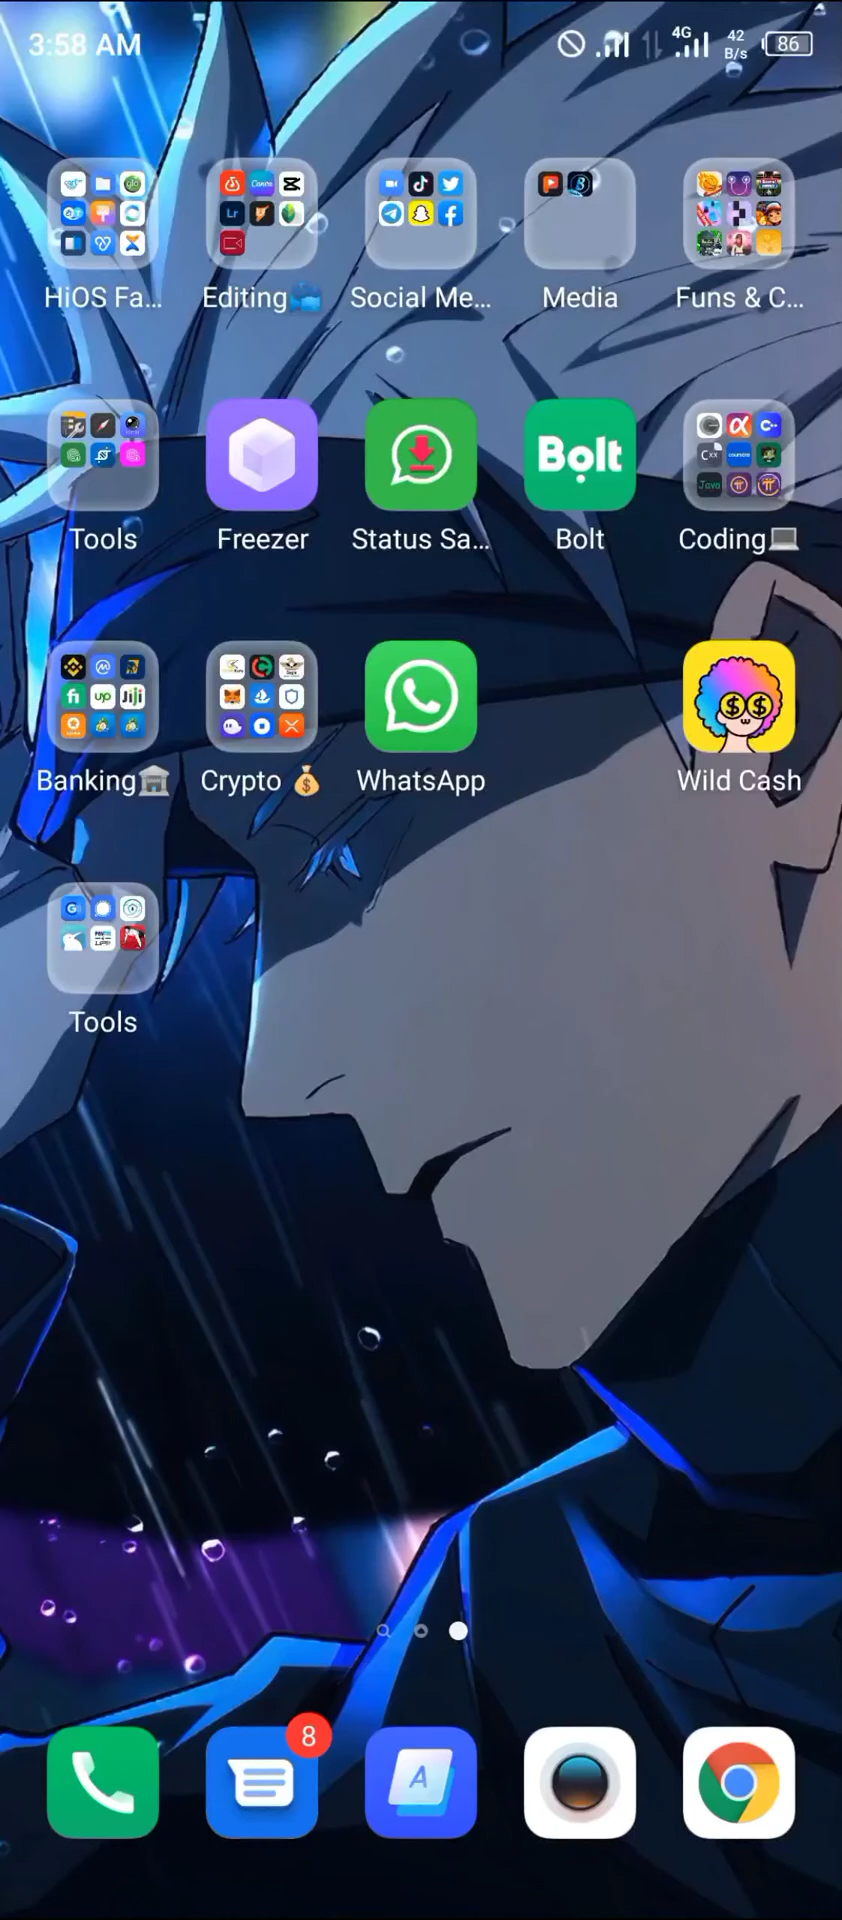 3:58 AM
4G
42
B/s
86
HiOS Fa...
Editing
Social Me...
Media
Funs & C...
Bolt
Tools
Freezer
Status Sa...
Bolt
Coding💻
Banking🏦
Crypto 💰
WhatsApp
Wild Cash
Tools
8
A